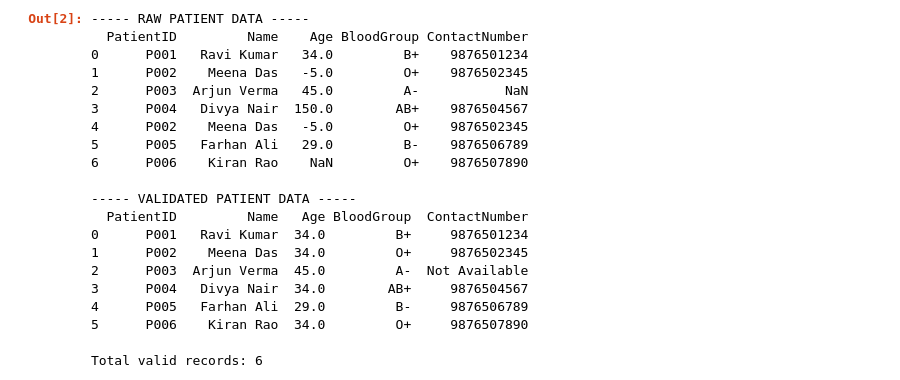 Out[2]: ----- RAW PATIENT DATA -----
  PatientID         Name    Age BloodGroup ContactNumber
0      P001   Ravi Kumar   34.0         B+    9876501234
1      P002    Meena Das   -5.0         O+    9876502345
2      P003  Arjun Verma   45.0         A-           NaN
3      P004   Divya Nair  150.0        AB+    9876504567
4      P002    Meena Das   -5.0         O+    9876502345
5      P005   Farhan Ali   29.0         B-    9876506789
6      P006    Kiran Rao    NaN         O+    9876507890

----- VALIDATED PATIENT DATA -----
  PatientID         Name   Age BloodGroup  ContactNumber
0      P001   Ravi Kumar  34.0         B+     9876501234
1      P002    Meena Das  34.0         O+     9876502345
2      P003  Arjun Verma  45.0         A-  Not Available
3      P004   Divya Nair  34.0        AB+     9876504567
4      P005   Farhan Ali  29.0         B-     9876506789
5      P006    Kiran Rao  34.0         O+     9876507890

Total valid records: 6